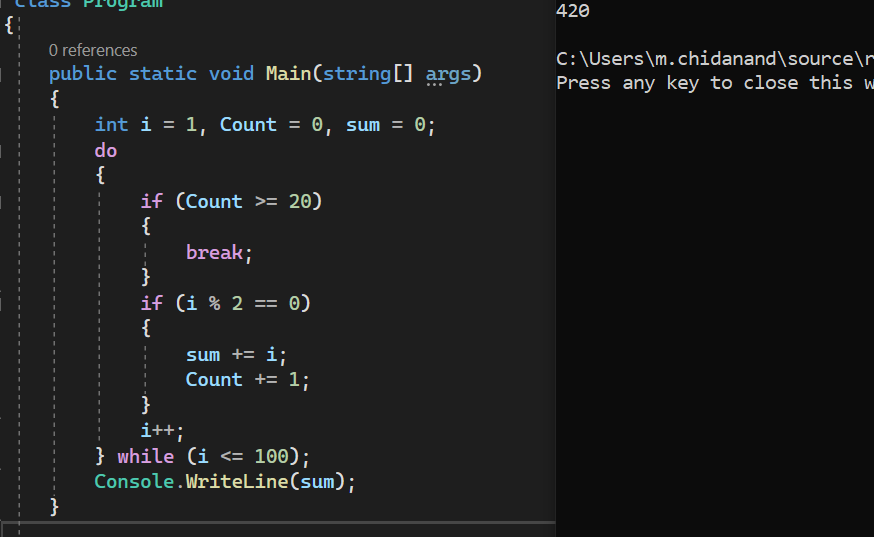 class Program
{
0 references
public static void Main(string[] args)
{
int i = 1, Count = 0, sum = 0;
do
{
if (Count >= 20)
{
break;
}
if (i % 2 == 0)
{
sum += i;
Count += 1;
}
i++;
} while (i <= 100);
Console.WriteLine(sum);
}
420
C:\Users\m.chidanand\source\
Press any key to close this